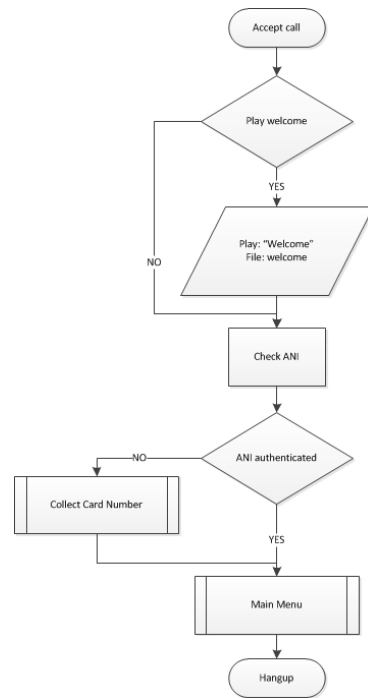 Accept call
Play welcome
YES
Play: “Welcome”
File: welcome
NO
Check ANI
ANI authenticated
NO
Collect Card Number
YES
Main Menu
Hangup